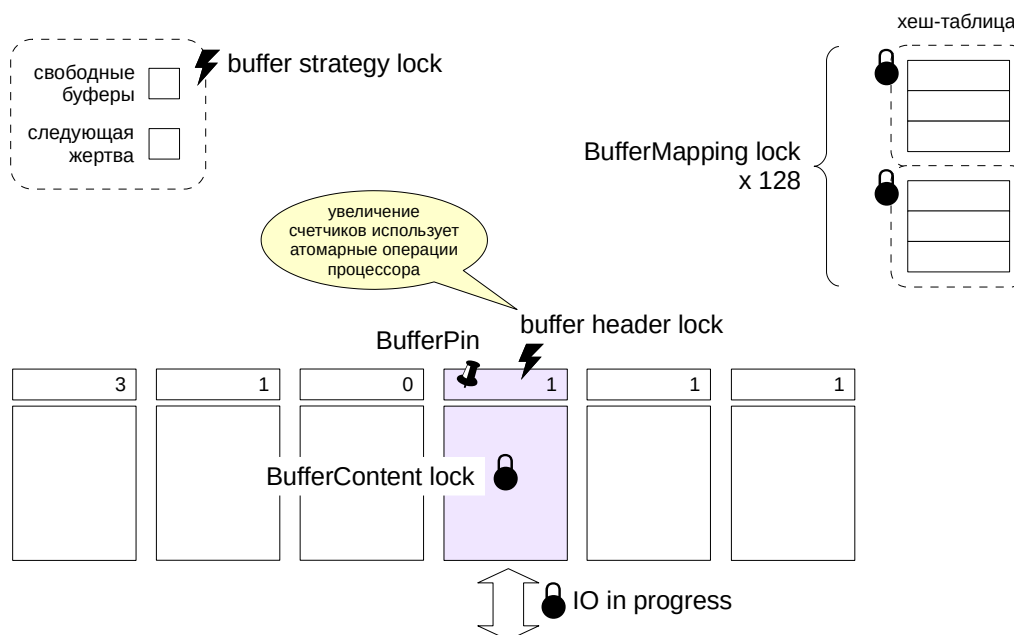 хеш-таблица
свободные
буферы
buffer strategy lock
следующая
жертва
BufferMapping lock
x 128
увеличение
счетчиков использует
атомарные операции
процессора
buffer header lock
BufferPin
3
1
0
1
1
1
BufferContent lock
IO in progress